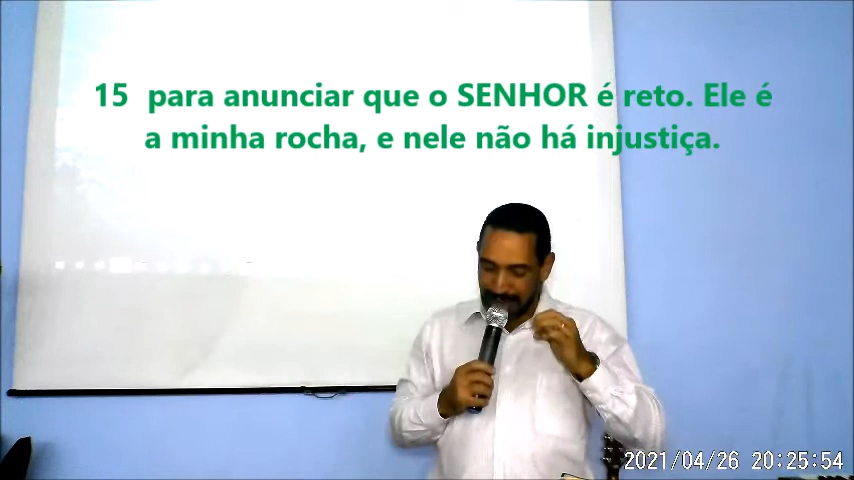 15 para anunciar que o SENHOR é reto. Ele é
a minha rocha, e nele não há injustiça.
2021/04/26 20:25:54